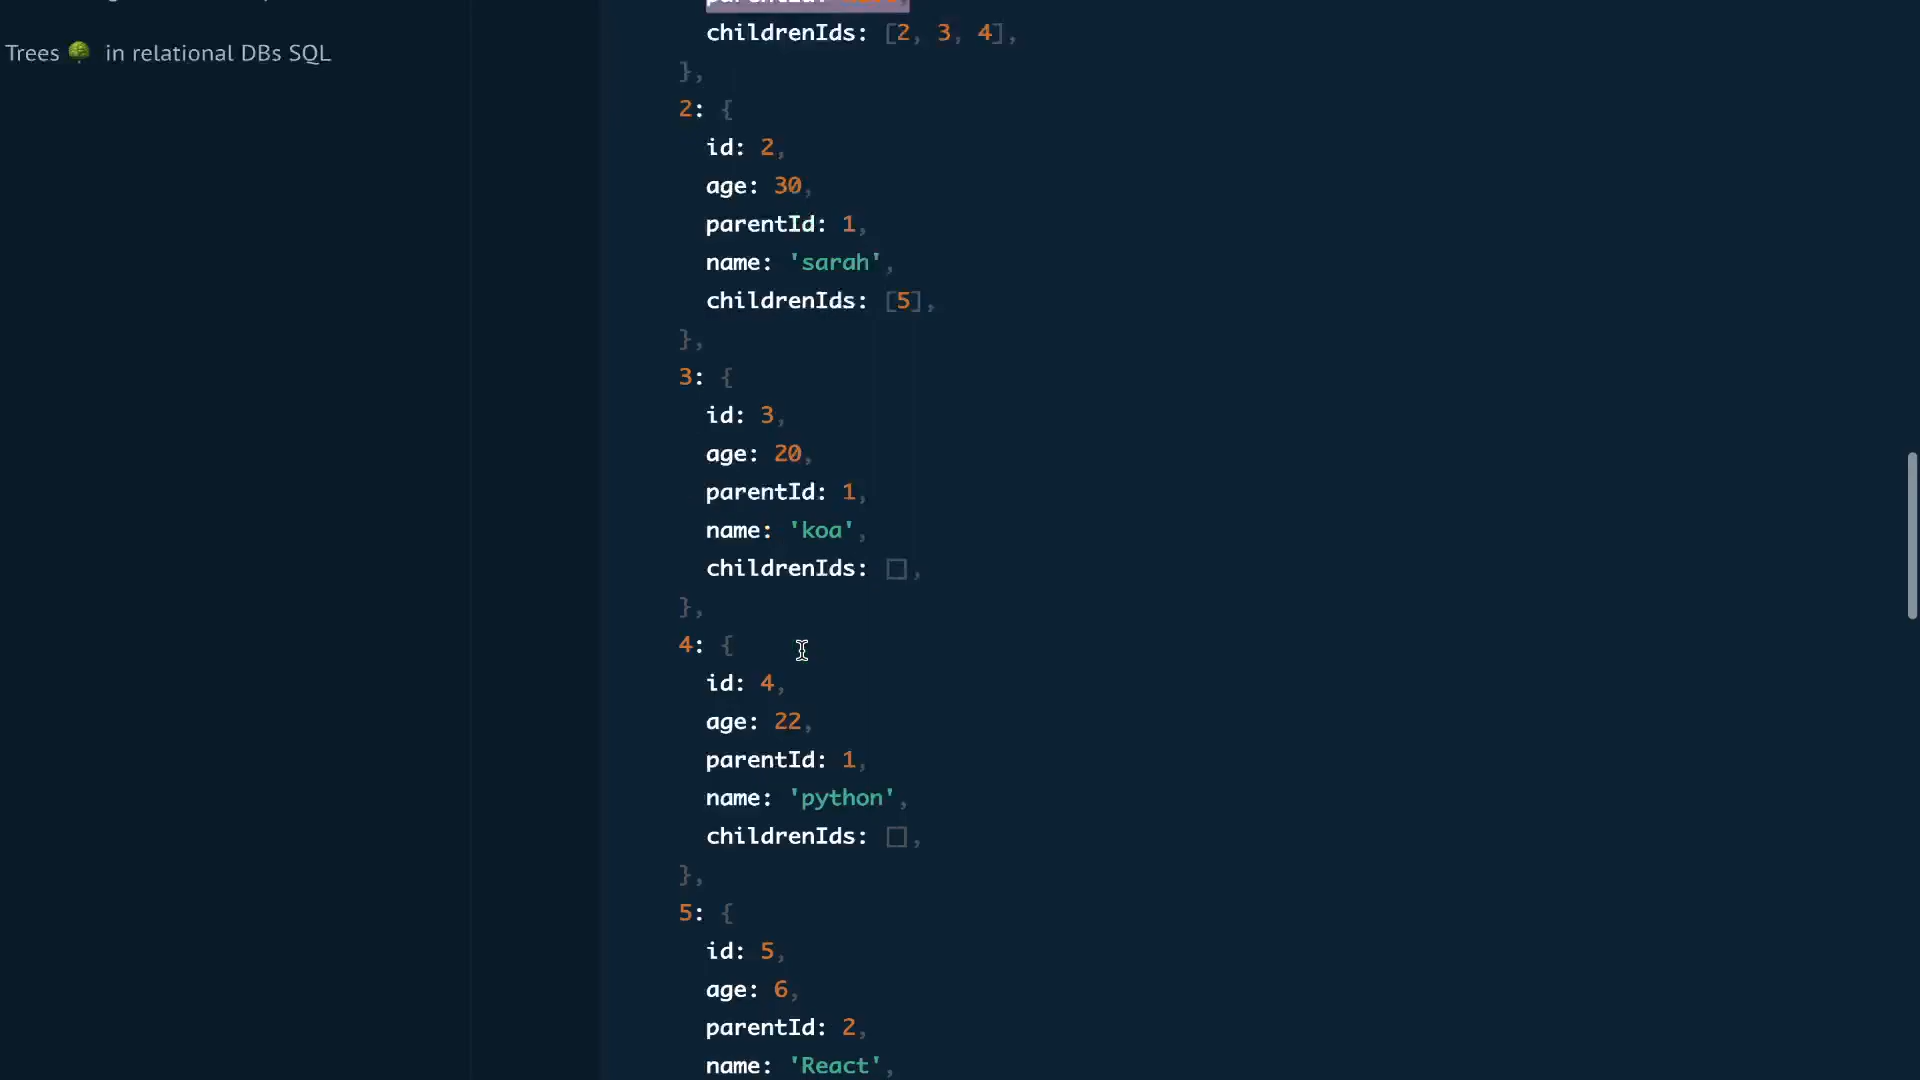 Trees 🌳 in relational DBs SQL
childrenIds: [2, 3, 4],
},
2: {
id: 2,
age: 30,
parentId: 1,
name: 'sarah',
childrenIds: [5],
},
3: {
id: 3,
age: 20,
parentId: 1,
name: 'koa',
childrenIds: [],
},
4: {
id: 4,
age: 22,
parentId: 1,
name: 'python',
childrenIds: [],
},
5: {
id: 5,
age: 6,
parentId: 2,
name: 'React',